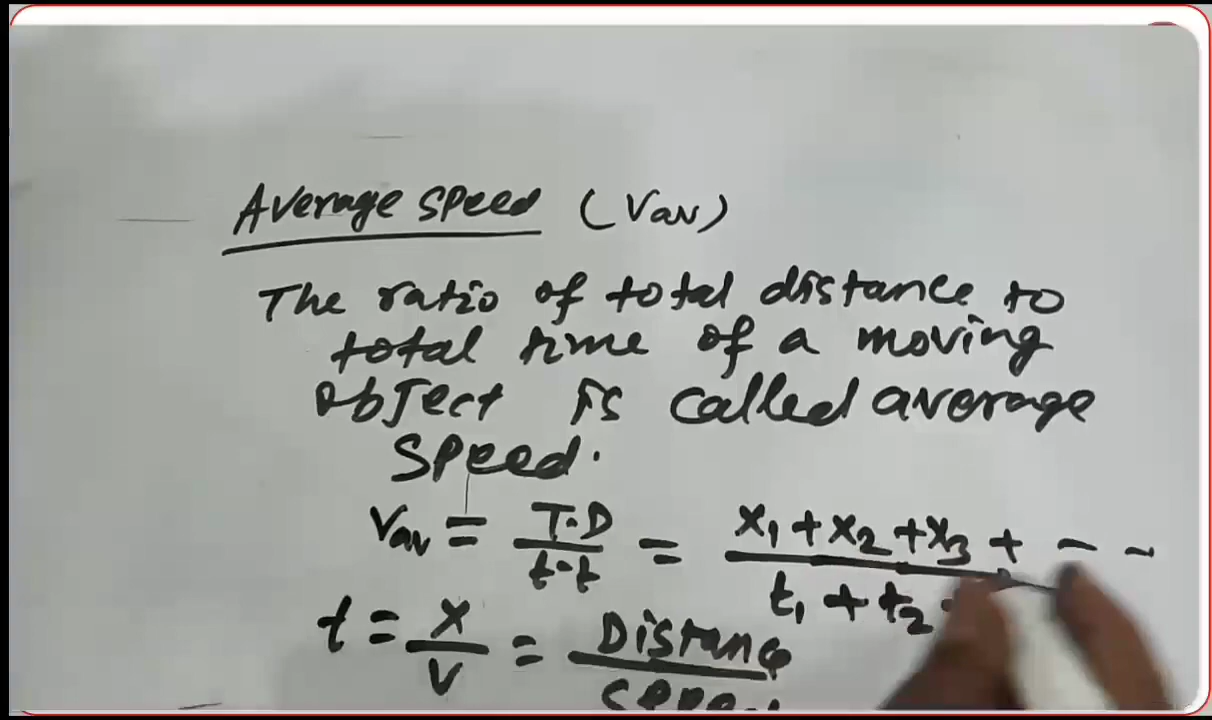 Average speed (Vav)
The ratio of total distance to
total time of a moving
object is called average
speed.
Vav = T.D / t.t = x1 + x2 + x3 + - -
t1 + t2
t = x / v = Distanc